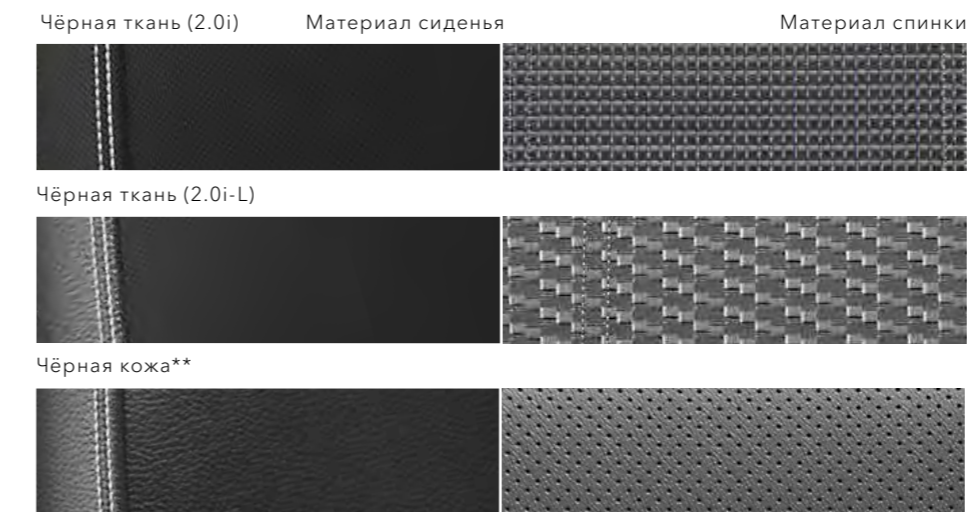 Чёрная ткань (2.0i) Материал сиденья Материал спинки
Чёрная ткань (2.0i-L)
Чёрная кожа**